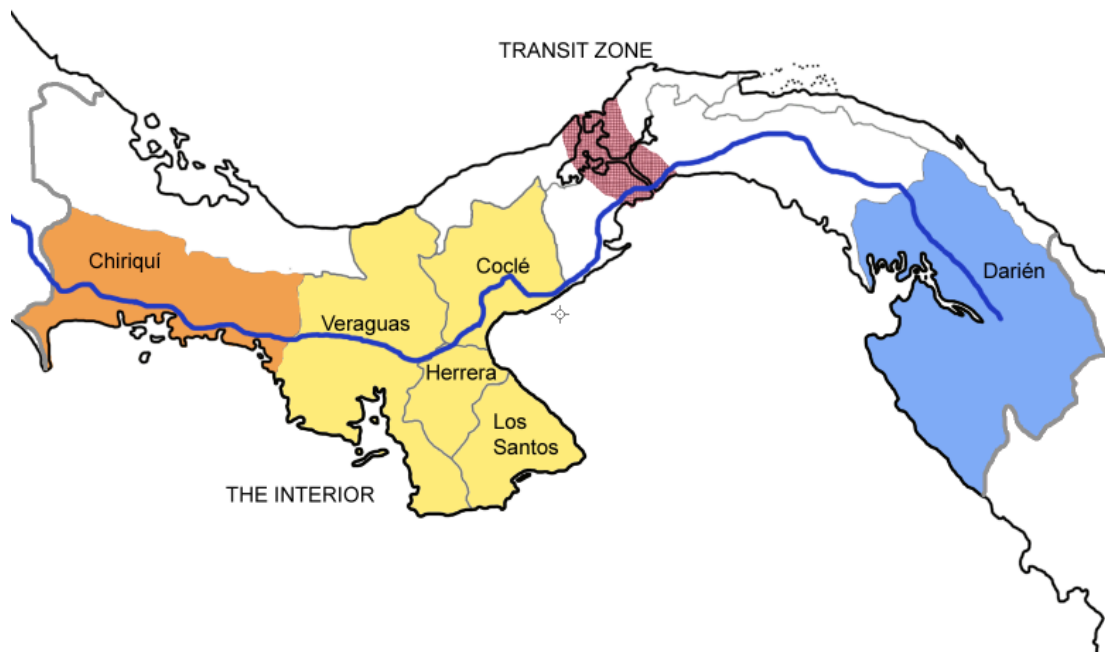 TRANSIT ZONE
Chiriquí
Coclé
Darién
Veraguas
Herrera
Los
Santos
THE INTERIOR